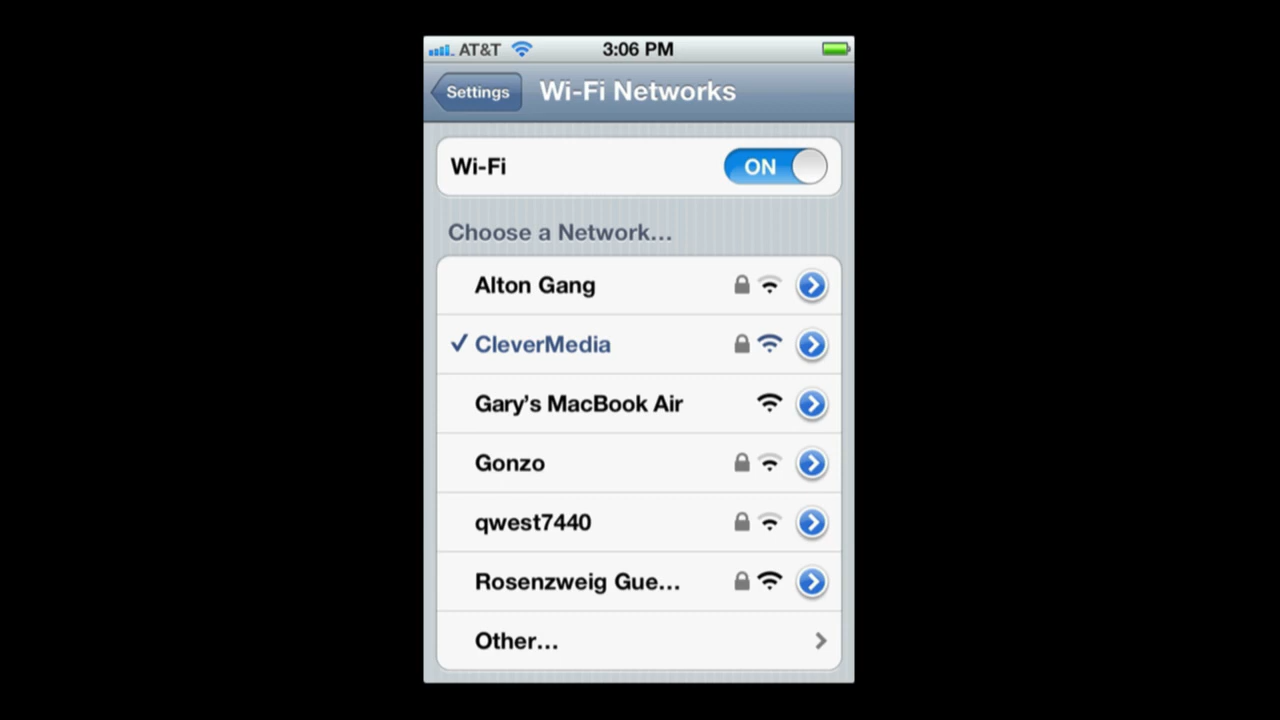 AT&T 3:06 PM
Settings Wi-Fi Networks
Wi-Fi ON
Choose a Network...
Alton Gang
CleverMedia
Gary's MacBook Air
Gonzo
qwest7440
Rosenzweig Gue...
Other...